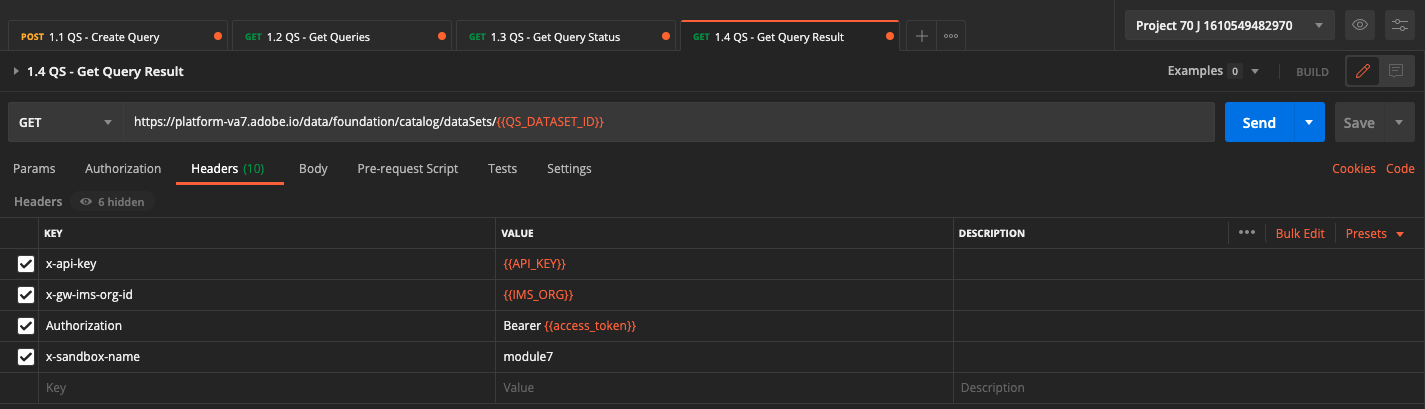 POST 1.1 QS - Create Query
GET 1.2 QS - Get Queries
GET 1.3 QS - Get Query Status
GET 1.4 QS - Get Query Result
Project 70 J 1610549482970
1.4 QS - Get Query Result
Examples 0
BUILD
GET
https://platform-va7.adobe.io/data/foundation/catalog/dataSets/{{QS_DATASET_ID}}
Send
Save
Params Authorization Headers (10) Body Pre-request Script Tests Settings
Cookies Code
Headers 6 hidden
KEY VALUE DESCRIPTION
Bulk Edit Presets
x-api-key {{API_KEY}}
x-gw-ims-org-id {{IMS_ORG}}
Authorization Bearer {{access_token}}
x-sandbox-name module7
Key Value Description